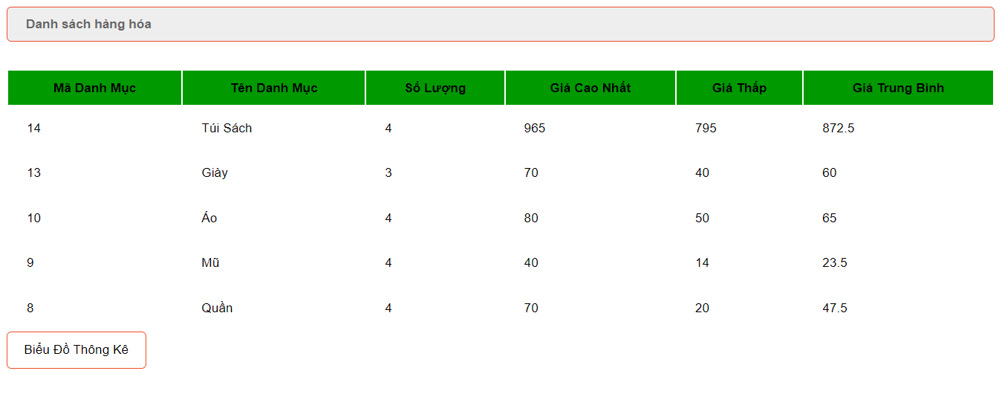 Danh sách hàng hóa
Mã Danh Mục Tên Danh Mục Số Lượng Giá Cao Nhất Giá Thấp Giá Trung Bình
14 Túi Sách 4 965 795 872.5
13 Giày 3 70 40 60
10 Áo 4 80 50 65
9 Mũ 4 40 14 23.5
8 Quần 4 70 20 47.5
Biểu Đồ Thông Kê